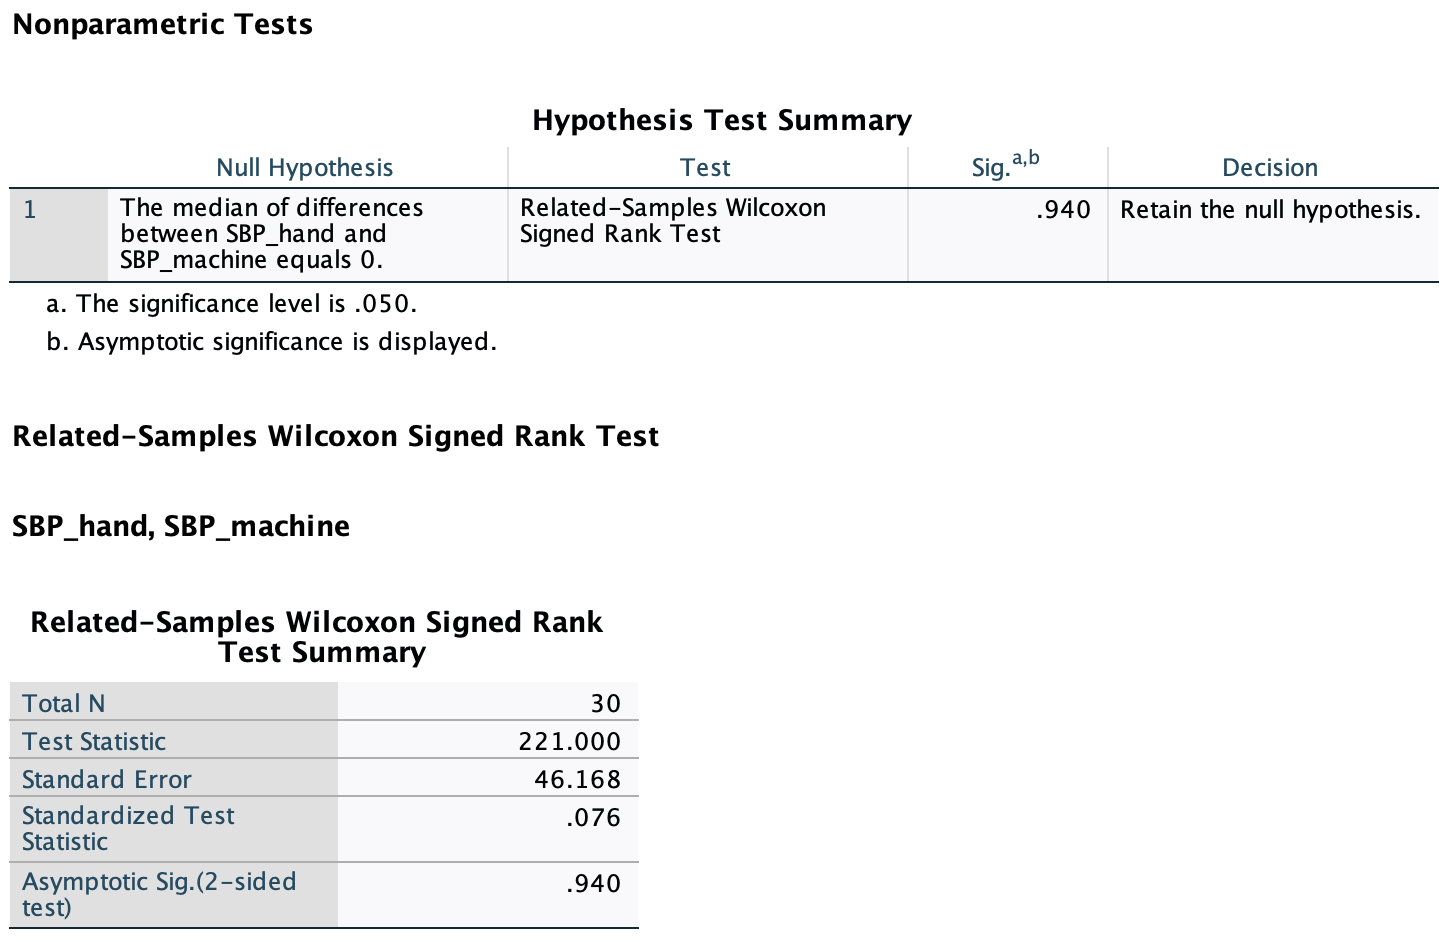 Nonparametric Tests
Hypothesis Test Summary
Null Hypothesis Test Sig.a,b Decision
1 The median of differences between SBP_hand and SBP_machine equals 0. Related-Samples Wilcoxon Signed Rank Test .940 Retain the null hypothesis.
a. The significance level is .050.
b. Asymptotic significance is displayed.
Related-Samples Wilcoxon Signed Rank Test
SBP_hand, SBP_machine
Related-Samples Wilcoxon Signed Rank
Test Summary
Total N 30
Test Statistic 221.000
Standard Error 46.168
Standardized Test Statistic .076
Asymptotic Sig.(2-sided test) .940